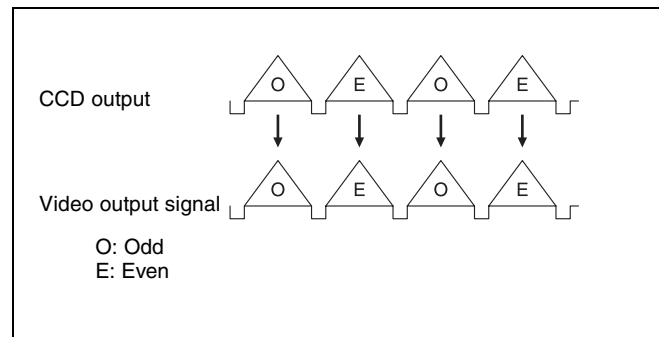 CCD output
O E O E
Video output signal
O E O E
O: Odd
E: Even